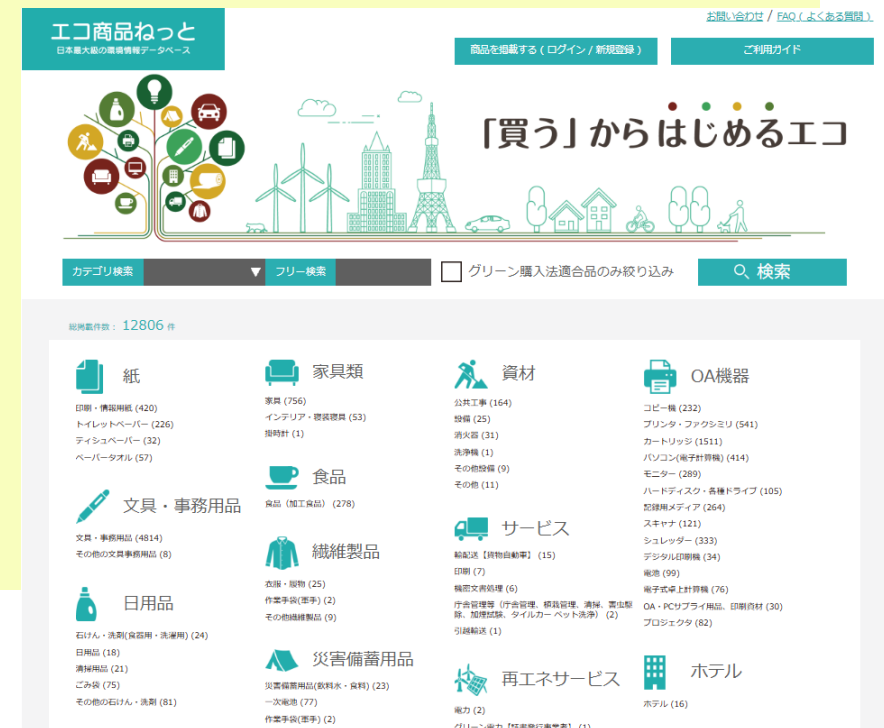 お問い合わせ / FAQ ( よくある質問 )
エコ商品ねっと
日本最大級の環境情報データベース
商品を掲載する ( ログイン / 新規登録 )
ご利用ガイド
「買う」からはじめるエコ
カテゴリ検索
▼
フリー検索
グリーン購入法適合品のみ絞り込み
検索
総掲載件数 : 12806 件
紙
印刷・情報用紙 (420)
トイレットペーパー (226)
ティシュペーパー (32)
ペーパータオル (57)
文具・事務用品
文具・事務用品 (4814)
その他の文具事務用品 (8)
日用品
石けん・洗剤(食器用・洗濯用) (24)
日用品 (18)
清掃用品 (21)
ごみ袋 (75)
その他の石けん・洗剤 (81)
家具類
家具 (756)
インテリア・寝装寝具 (53)
掛時計 (1)
食品
食品（加工食品） (278)
繊維製品
衣服・履物 (25)
作業手袋(軍手) (2)
その他繊維製品 (9)
災害備蓄用品
災害備蓄用品(飲料水・食料) (23)
一次電池 (77)
作業手袋(軍手) (2)
資材
公共工事 (164)
設備 (25)
消火器 (31)
洗浄機 (1)
その他設備 (9)
その他 (11)
サービス
輸配送【貨物自動車】 (15)
印刷 (7)
機密文書処理 (6)
庁舎管理等（庁舎管理、植栽管理、清掃、害虫駆
除、加煙試験、タイルカーペット洗浄） (2)
引越輸送 (1)
再エネサービス
電力 (2)
グリーン電力【証書発行事業者】 (1)
OA機器
コピー機 (232)
プリンタ・ファクシミリ (541)
カートリッジ (1511)
パソコン(電子計算機) (414)
モニター (289)
ハードディスク・各種ドライブ (105)
記録用メディア (264)
スキャナ (121)
シュレッダー (333)
デジタル印刷機 (34)
電池 (99)
電子式卓上計算機 (76)
OA・PCサプライ用品、印刷資材 (30)
プロジェクタ (82)
ホテル
ホテル (16)